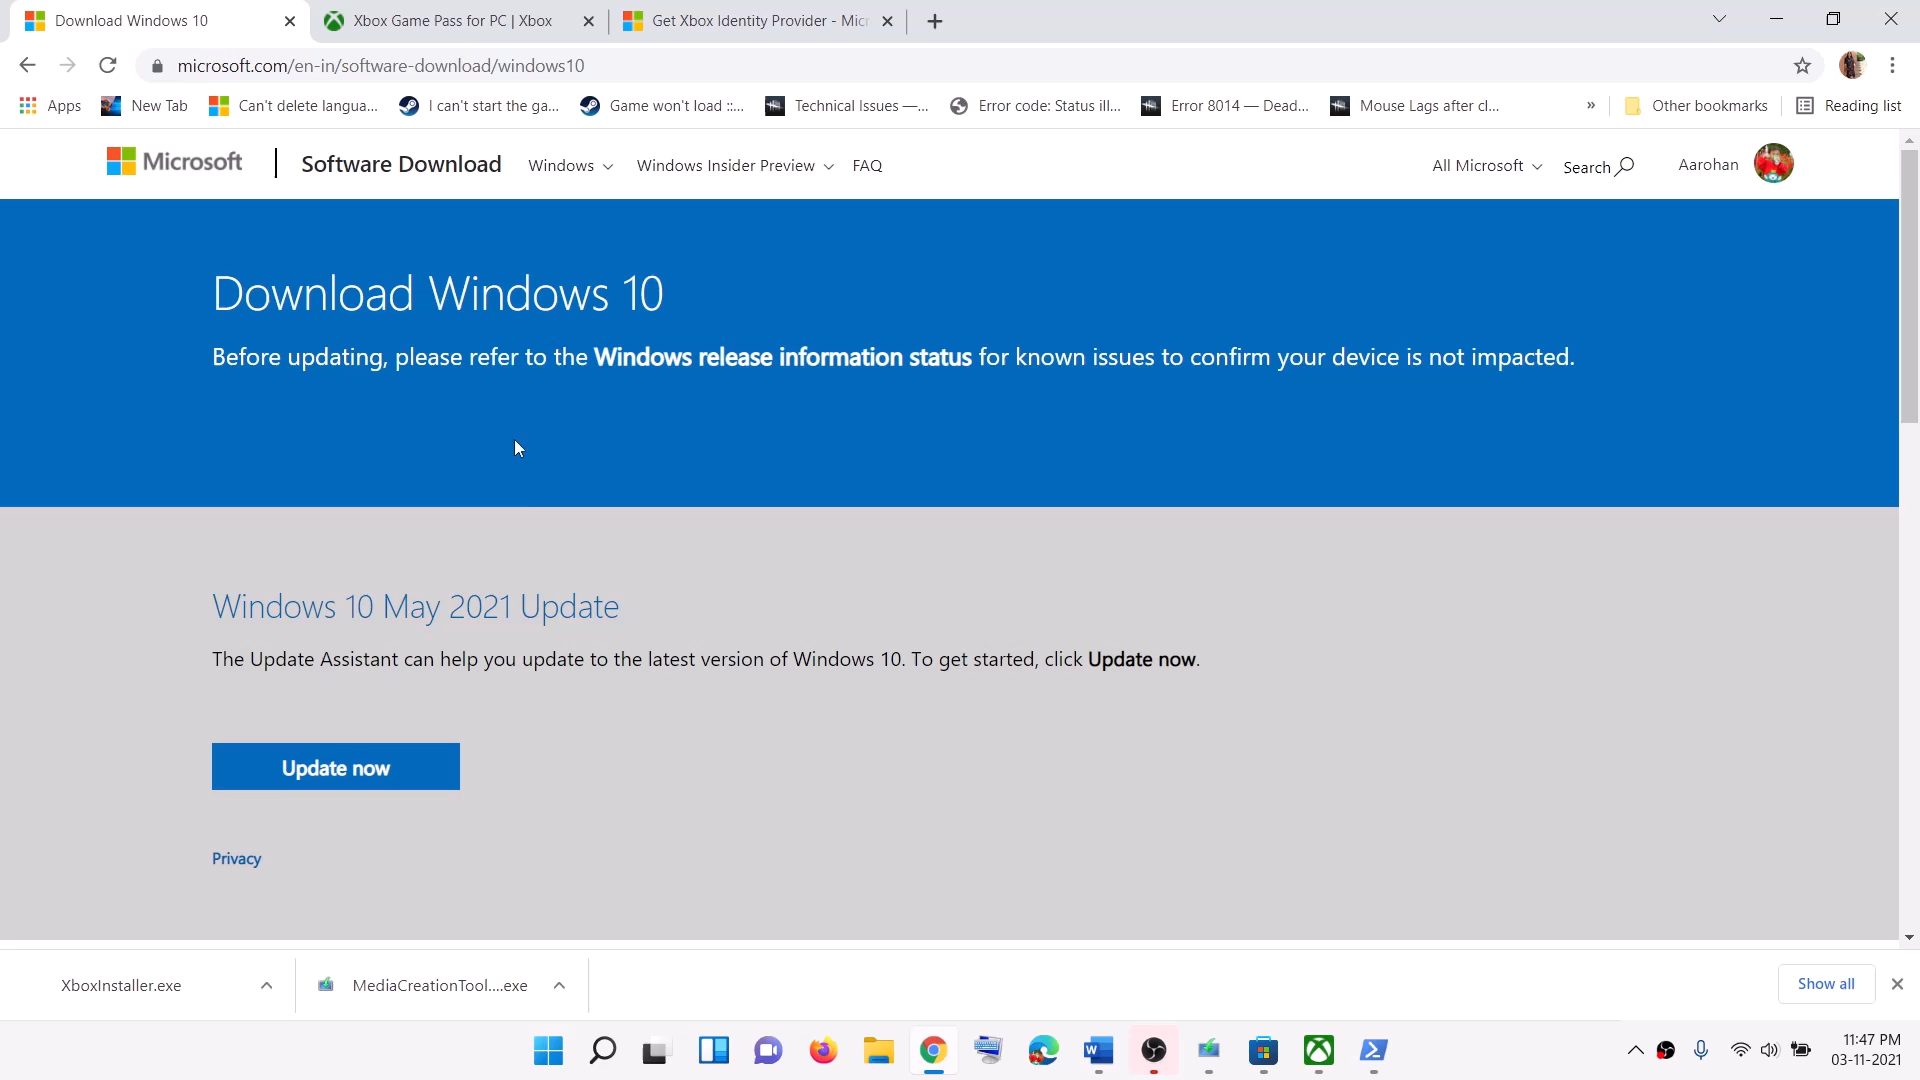 Download Windows 10
Xbox Game Pass for PC | Xbox
Get Xbox Identity Provider - Micr
microsoft.com/en-in/software-download/windows10
Apps
New Tab
Can't delete langua...
I can't start the ga...
Game won't load ::...
Technical Issues —...
Error code: Status ill...
Error 8014 — Dead...
Mouse Lags after cl...
»
Other bookmarks
Reading list
Microsoft
Software Download
Windows
Windows Insider Preview
FAQ
All Microsoft
Search
Aarohan
Download Windows 10
Before updating, please refer to the Windows release information status for known issues to confirm your device is not impacted.
Windows 10 May 2021 Update
The Update Assistant can help you update to the latest version of Windows 10. To get started, click Update now.
Update now
Privacy
XboxInstaller.exe
MediaCreationTool....exe
Show all
11:47 PM
03-11-2021